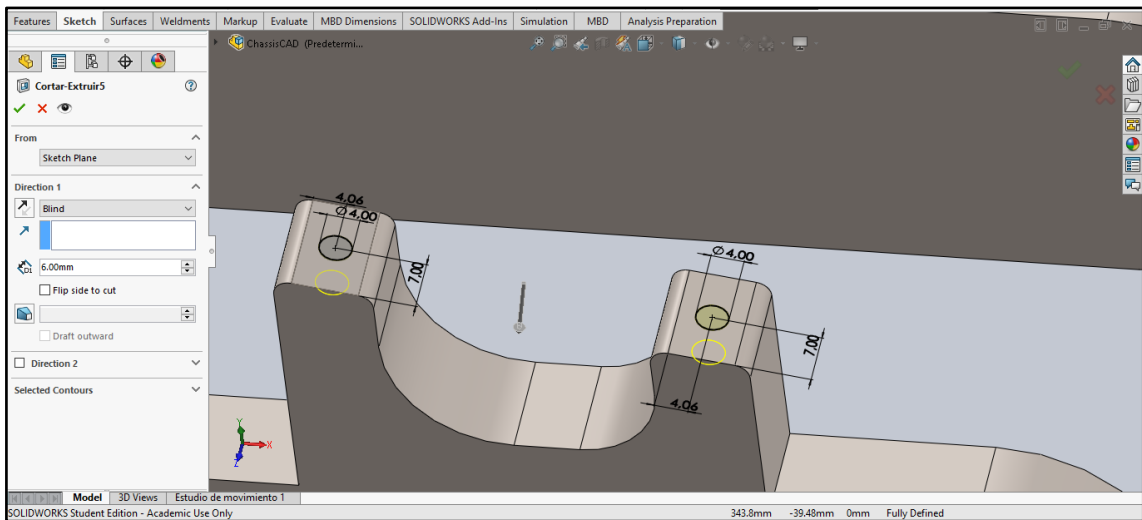 Features Sketch Surfaces Weldments Markup Evaluate MBD Dimensions SOLIDWORKS Add-Ins Simulation MBD Analysis Preparation
ChassisCAD (Predetermi...
Cortar-Extruir5
From
Sketch Plane
Direction 1
Blind
D1
6.00mm
Flip side to cut
Draft outward
Direction 2
Selected Contours
4,06
Ø4,00
7,00
Ø4,00
7,00
4,06
Y
X
Z
Model 3D Views Estudio de movimiento 1
SOLIDWORKS Student Edition - Academic Use Only
343.8mm -39.48mm 0mm Fully Defined